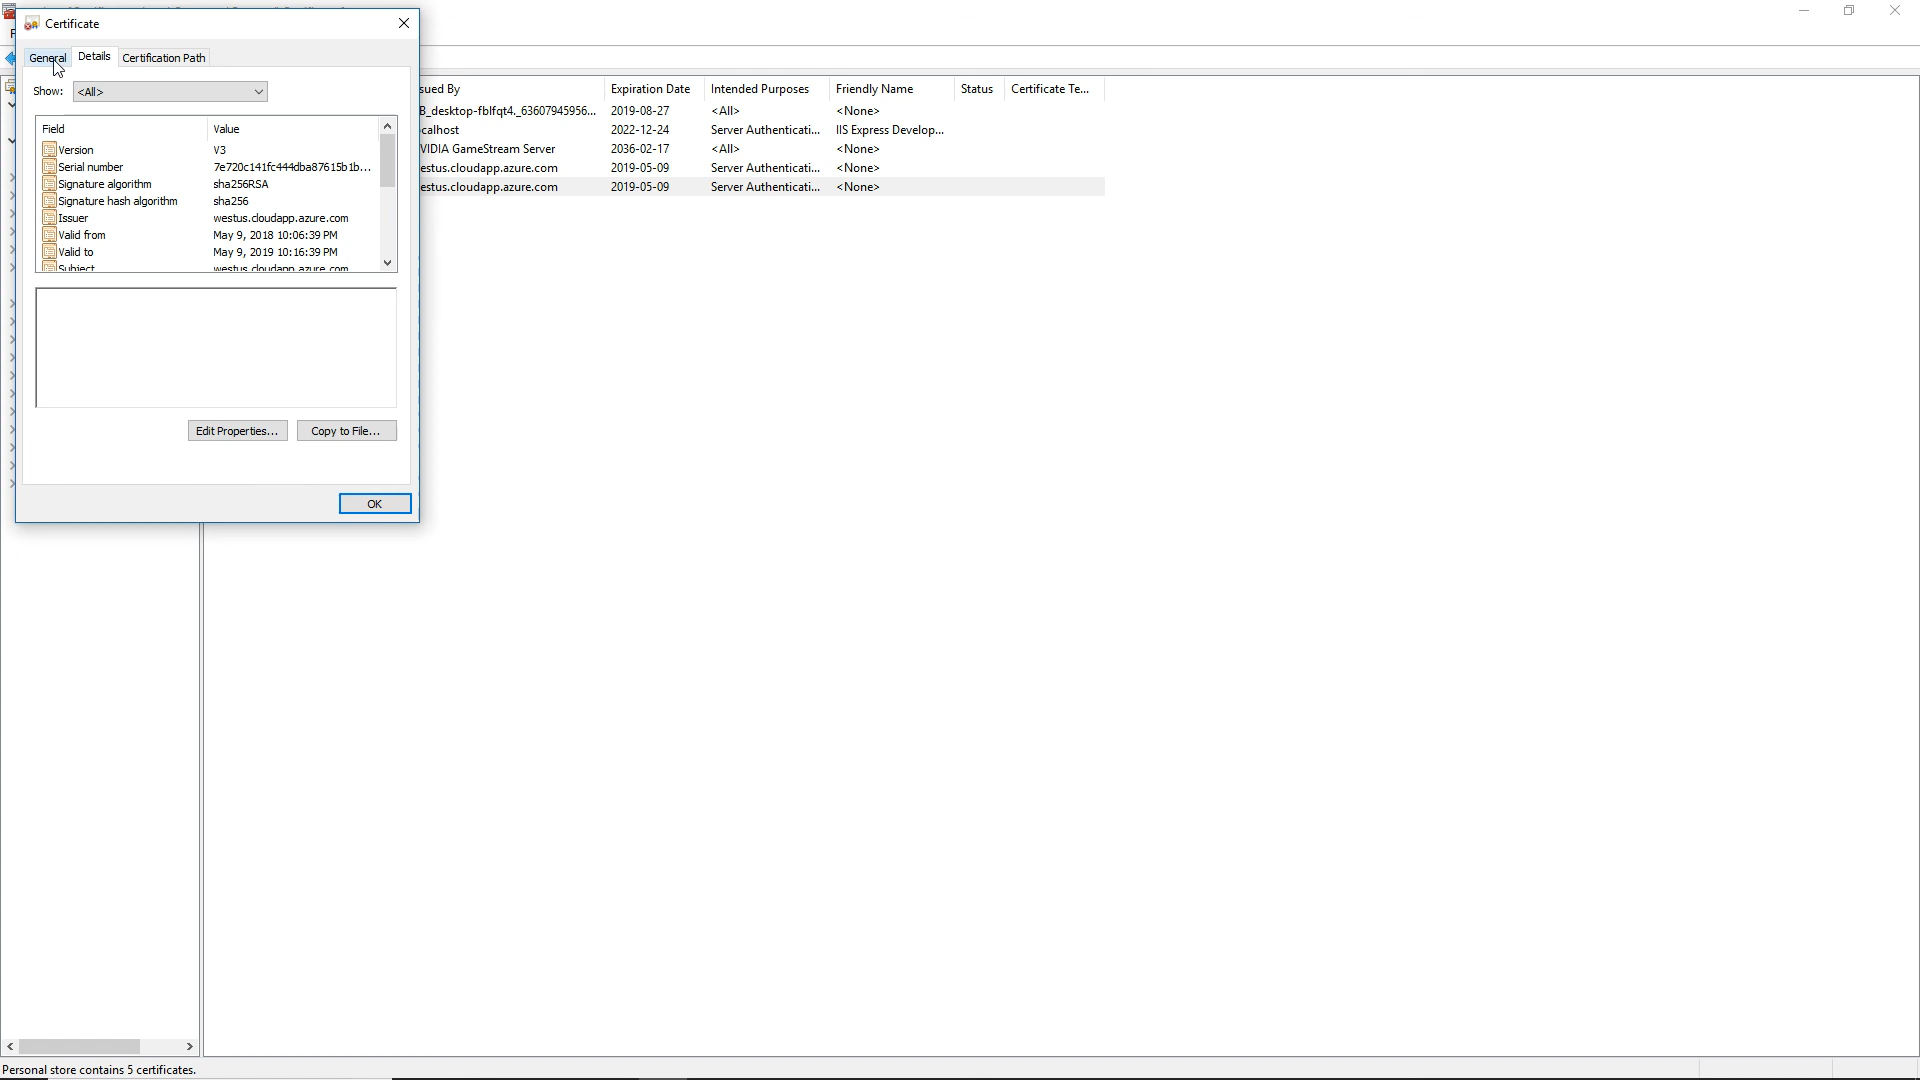 Certificate
General Details Certification Path
Show: <All>
Field Value
Version V3
Serial number 7e720c141fc444dba87615b1b...
Signature algorithm sha256RSA
Signature hash algorithm sha256
Issuer westus.cloudapp.azure.com
Valid from May 9, 2018 10:06:39 PM
Valid to May 9, 2019 10:16:39 PM
Subject westus.cloudapp.azure.com
Edit Properties... Copy to File...
OK
sued By Expiration Date Intended Purposes Friendly Name Status Certificate Te...
B_desktop-fblfqt4._63607945956... 2019-08-27 <All> <None>
calhost 2022-12-24 Server Authenticati... IIS Express Develop...
VIDIA GameStream Server 2036-02-17 <All> <None>
estus.cloudapp.azure.com 2019-05-09 Server Authenticati... <None>
estus.cloudapp.azure.com 2019-05-09 Server Authenticati... <None>
Personal store contains 5 certificates.